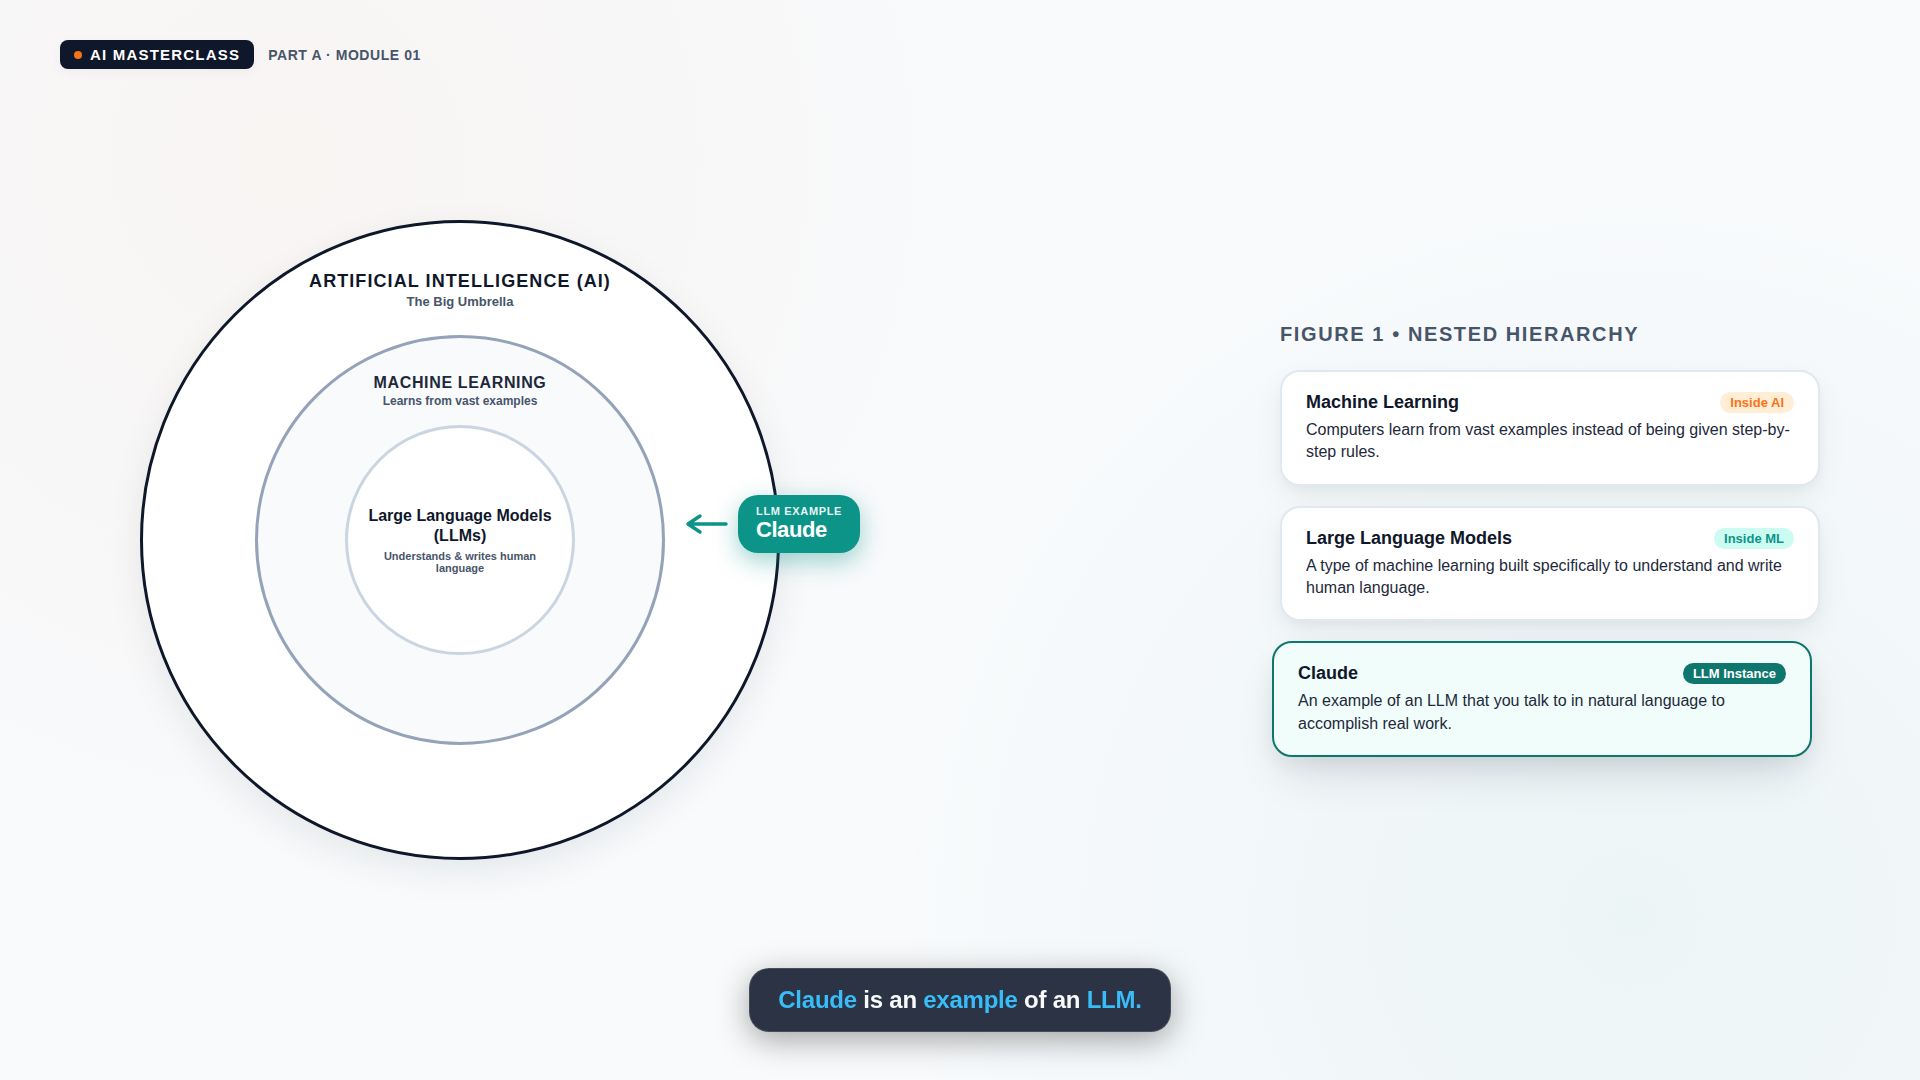 AI MASTERCLASS
PART A · MODULE 01
ARTIFICIAL INTELLIGENCE (AI)
The Big Umbrella
MACHINE LEARNING
Learns from vast examples
Large Language Models
(LLMs)
Understands & writes human
language
LLM EXAMPLE
Claude
FIGURE 1 • NESTED HIERARCHY
Machine Learning
Inside AI
Computers learn from vast examples instead of being given step-by-
step rules.
Large Language Models
Inside ML
A type of machine learning built specifically to understand and write
human language.
Claude
LLM Instance
An example of an LLM that you talk to in natural language to
accomplish real work.
Claude is an example of an LLM.